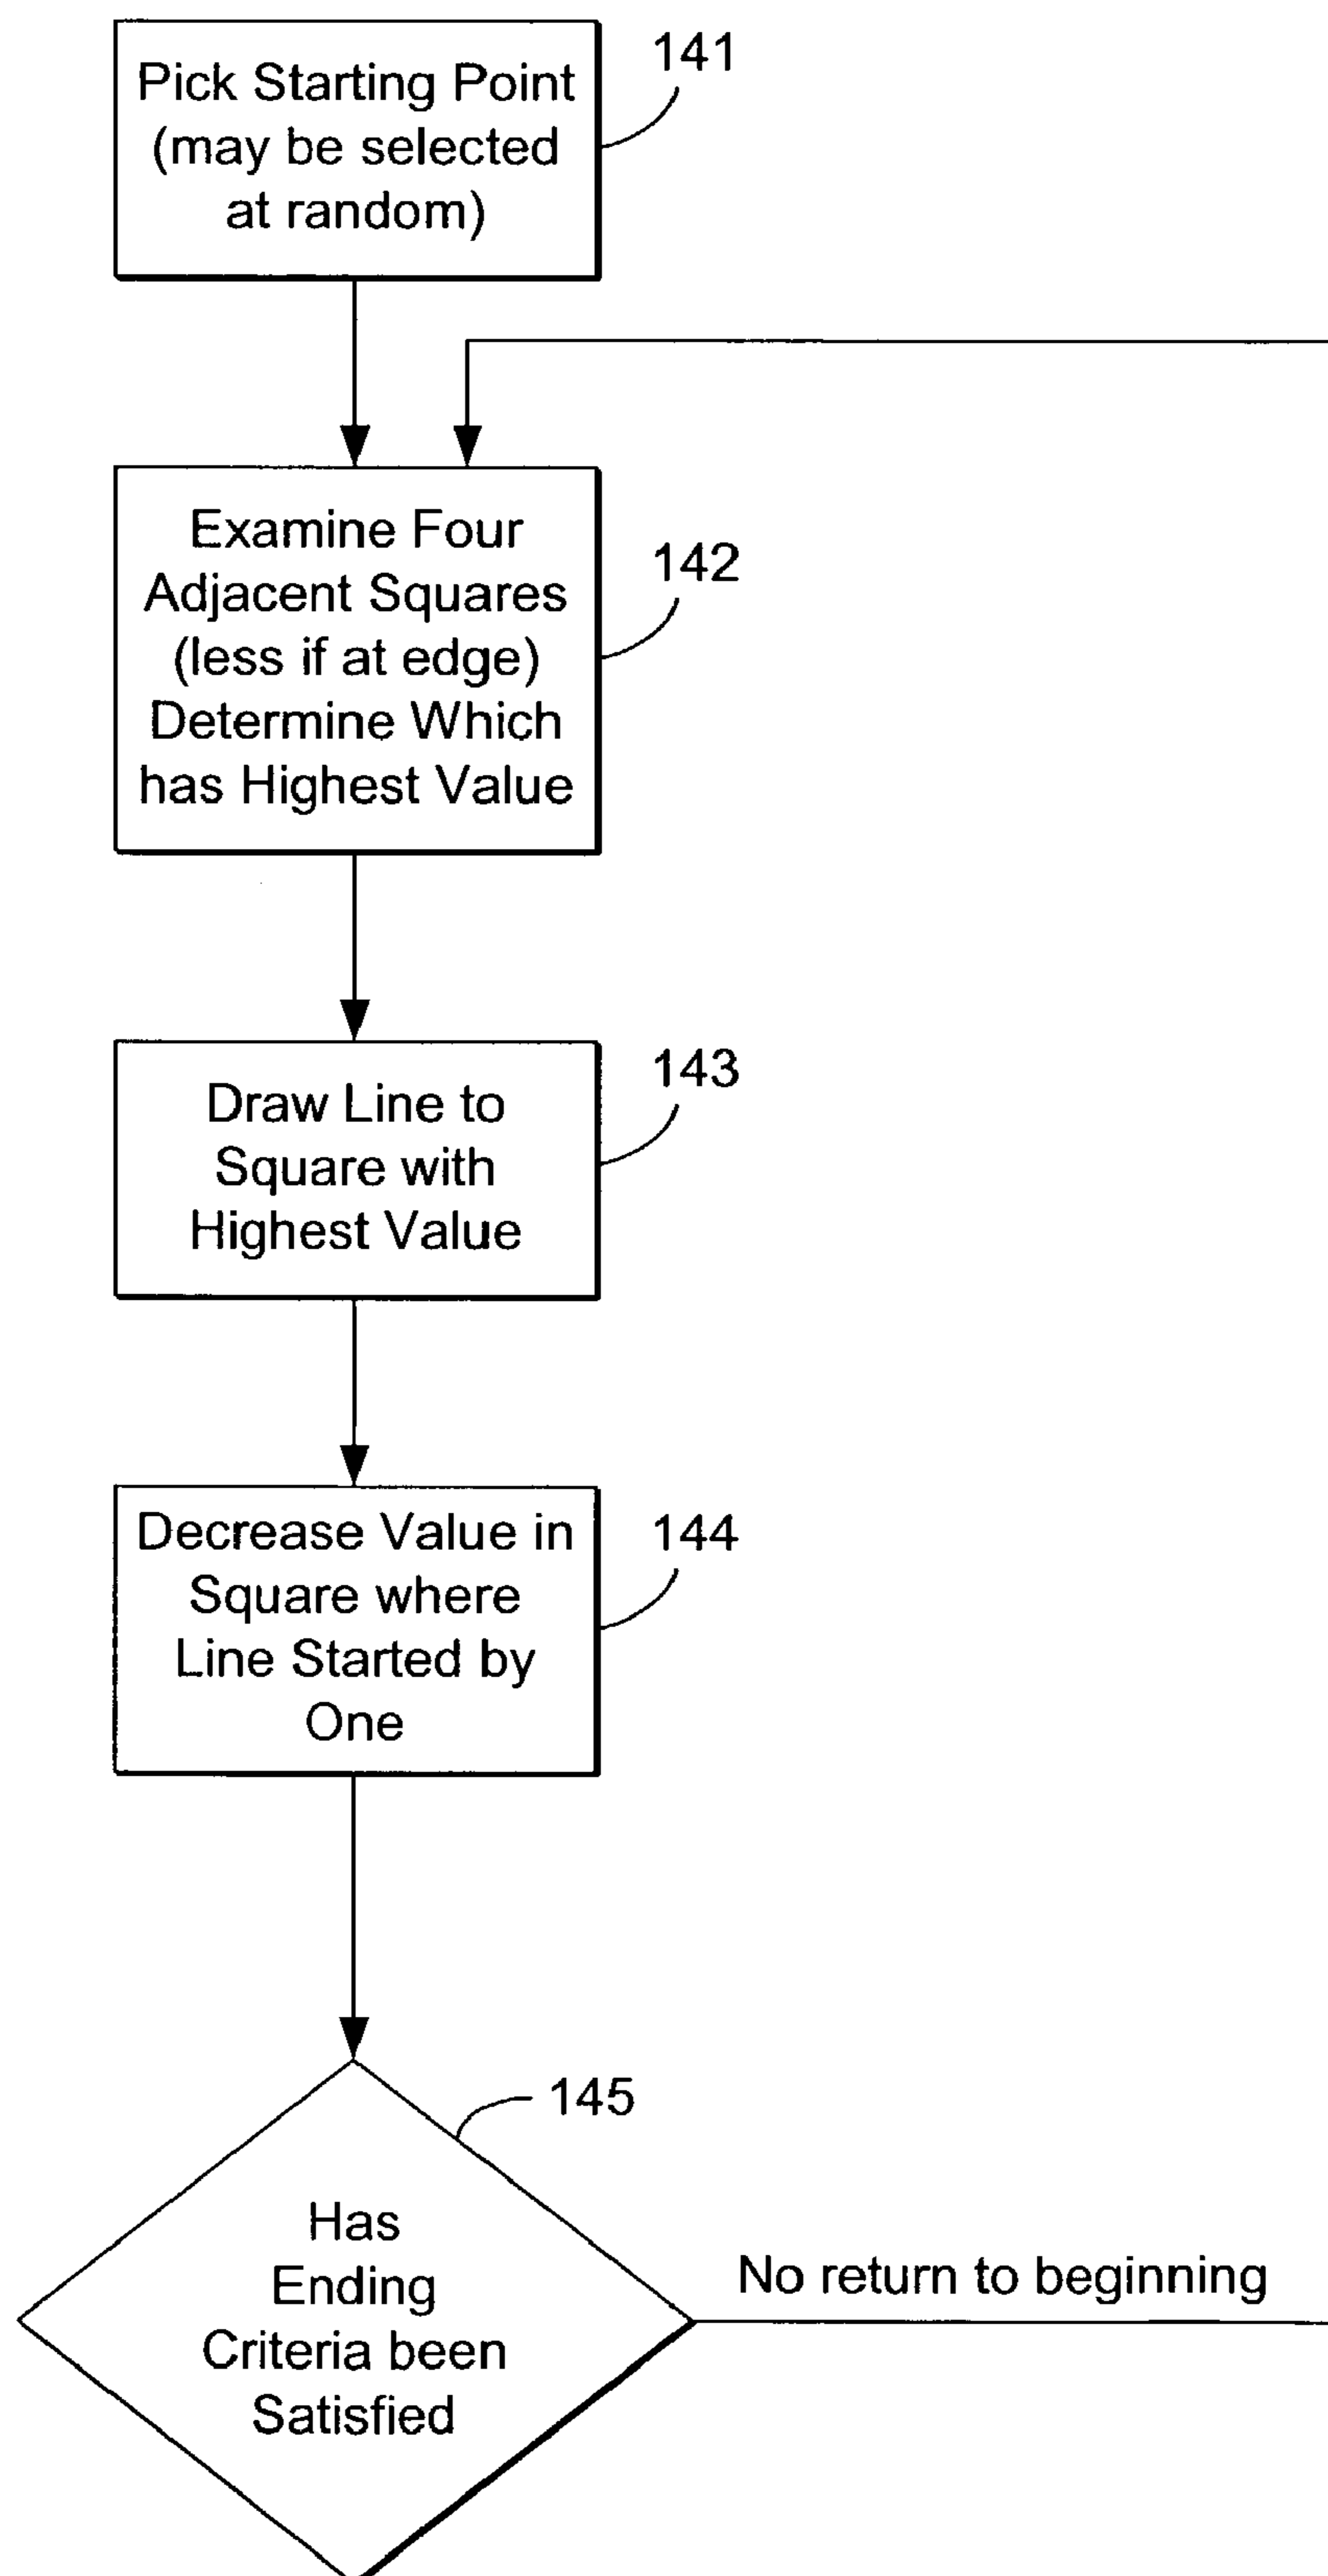 Pick Starting Point
(may be selected
at random)
141
Examine Four
Adjacent Squares
(less if at edge)
Determine Which
has Highest Value
142
Draw Line to
Square with
Highest Value
143
Decrease Value in
Square where
Line Started by
One
144
145
Has
Ending
Criteria been
Satisfied
No return to beginning